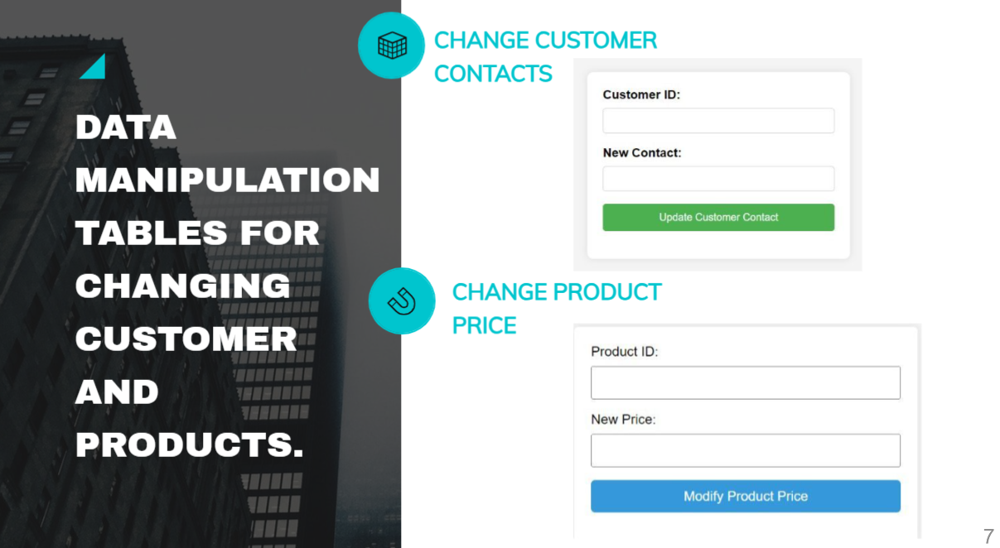 DATA
MANIPULATION
TABLES FOR
CHANGING
CUSTOMER
AND
PRODUCTS.
CHANGE CUSTOMER
CONTACTS
Customer ID:
New Contact:
Update Customer Contact
CHANGE PRODUCT
PRICE
Product ID:
New Price:
Modify Product Price
7